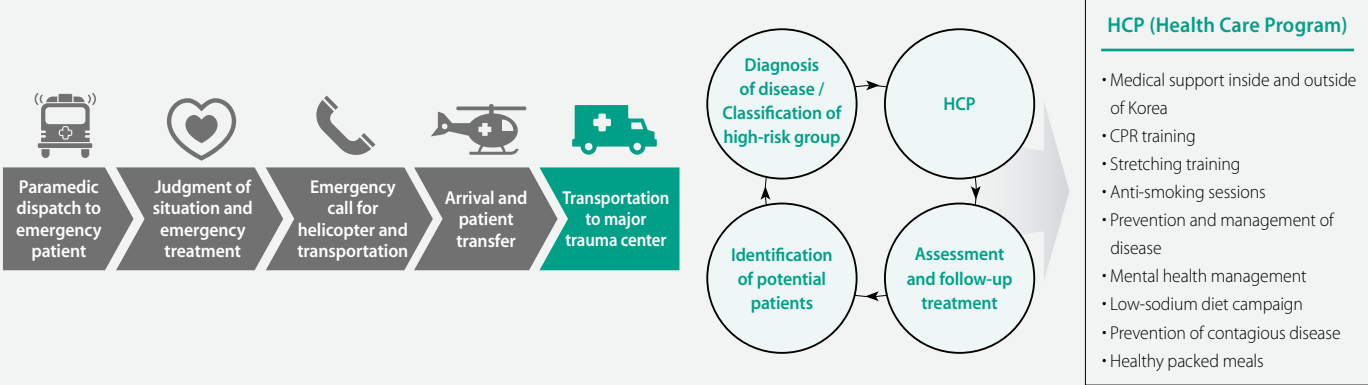 Paramedic
dispatch to
emergency
patient
Judgment of
situation and
emergency
treatment
Emergency
call for
helicopter and
transportation
Arrival and
patient
transfer
Transportation
to major
trauma center
Diagnosis
of disease /
Classification of
high-risk group
HCP
Identification
of potential
patients
Assessment
and follow-up
treatment
HCP (Health Care Program)
• Medical support inside and outside
of Korea
• CPR training
• Stretching training
• Anti-smoking sessions
• Prevention and management of
disease
• Mental health management
• Low-sodium diet campaign
• Prevention of contagious disease
• Healthy packed meals